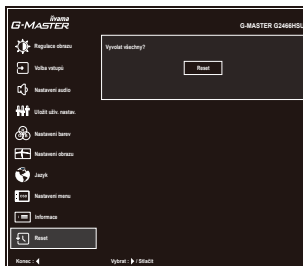 iiyama
G-MASTER
G-MASTER G2466HSU
Regulace obrazu
Volba vstupů
Nastavení audio
Uložit uživ. nastav.
Nastavení barev
Nastavení obrazu
Jazyk
Nastavení menu
Informace
Reset
Vyvolat všechny?
Reset
Konec :
Vybrat : / Stlačit